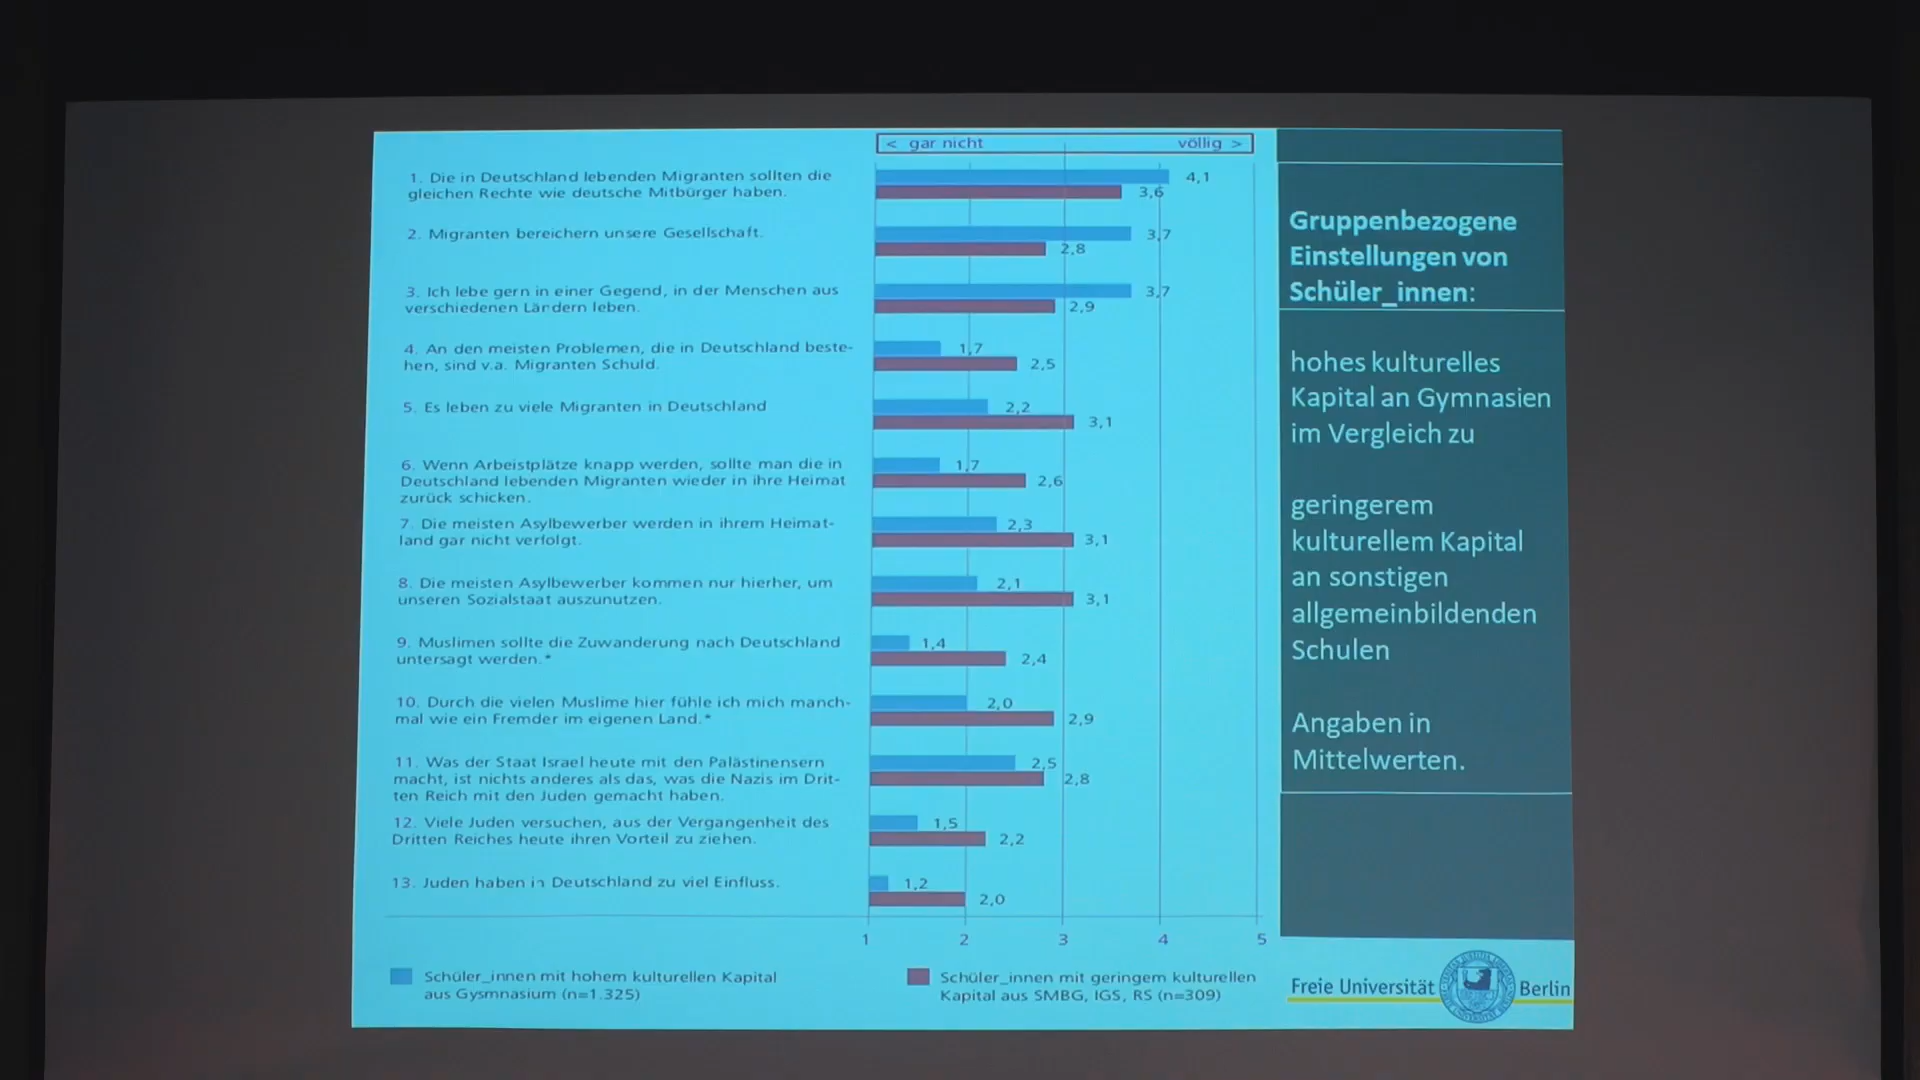 < gar nicht völlig >
1. Die in Deutschland lebenden Migranten sollten die
gleichen Rechte wie deutsche Mitbürger haben.
4,1
3,6
2. Migranten bereichern unsere Gesellschaft.
3,7
2,8
3. Ich lebe gern in einer Gegend, in der Menschen aus
verschiedenen Ländern leben.
3,7
2,9
4. An den meisten Problemen, die in Deutschland beste-
hen, sind v.a. Migranten Schuld.
1,7
2,5
5. Es leben zu viele Migranten in Deutschland
2,2
3,1
6. Wenn Arbeistplätze knapp werden, sollte man die in
Deutschland lebenden Migranten wieder in ihre Heimat
zurück schicken.
1,7
2,6
7. Die meisten Asylbewerber werden in ihrem Heimat-
land gar nicht verfolgt.
2,3
3,1
8. Die meisten Asylbewerber kommen nur hierher, um
unseren Sozialstaat auszunutzen.
2,1
3,1
9. Muslimen sollte die Zuwanderung nach Deutschland
untersagt werden.*
1,4
2,4
10. Durch die vielen Muslime hier fühle ich mich manch-
mal wie ein Fremder im eigenen Land.*
2,0
2,9
11. Was der Staat Israel heute mit den Palästinensern
macht, ist nichts anderes als das, was die Nazis im Drit-
ten Reich mit den Juden gemacht haben.
2,5
2,8
12. Viele Juden versuchen, aus der Vergangenheit des
Dritten Reiches heute ihren Vorteil zu ziehen.
1,5
2,2
13. Juden haben in Deutschland zu viel Einfluss.
1,2
2,0
1 2 3 4 5
Schüler_innen mit hohem kulturellen Kapital
aus Gysmnasium (n=1.325)
Schüler_innen mit geringem kulturellen
Kapital aus SMBG, IGS, RS (n=309)
Gruppenbezogene
Einstellungen von
Schüler_innen:
hohes kulturelles
Kapital an Gymnasien
im Vergleich zu
geringerem
kulturellem Kapital
an sonstigen
allgemeinbildenden
Schulen
Angaben in
Mittelwerten.
Freie Universität Berlin